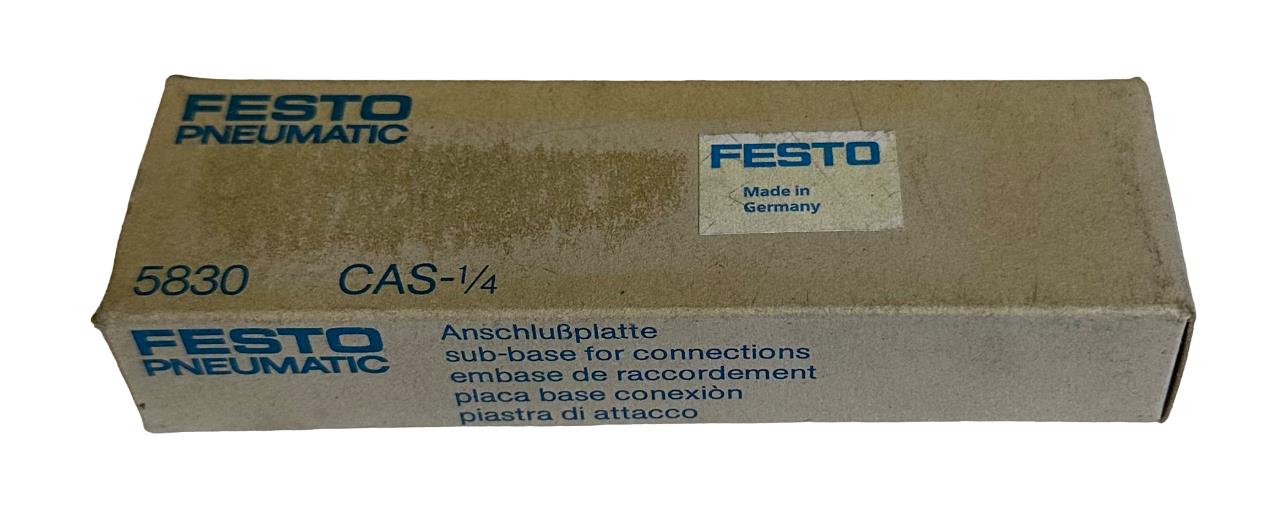 FESTO
PNEUMATIC
FESTO
Made in
Germany
5830 CAS-¼
FESTO
PNEUMATIC
Anschlußplatte
sub-base for connections
embase de raccordement
placa base conexiòn
piastra di attacco